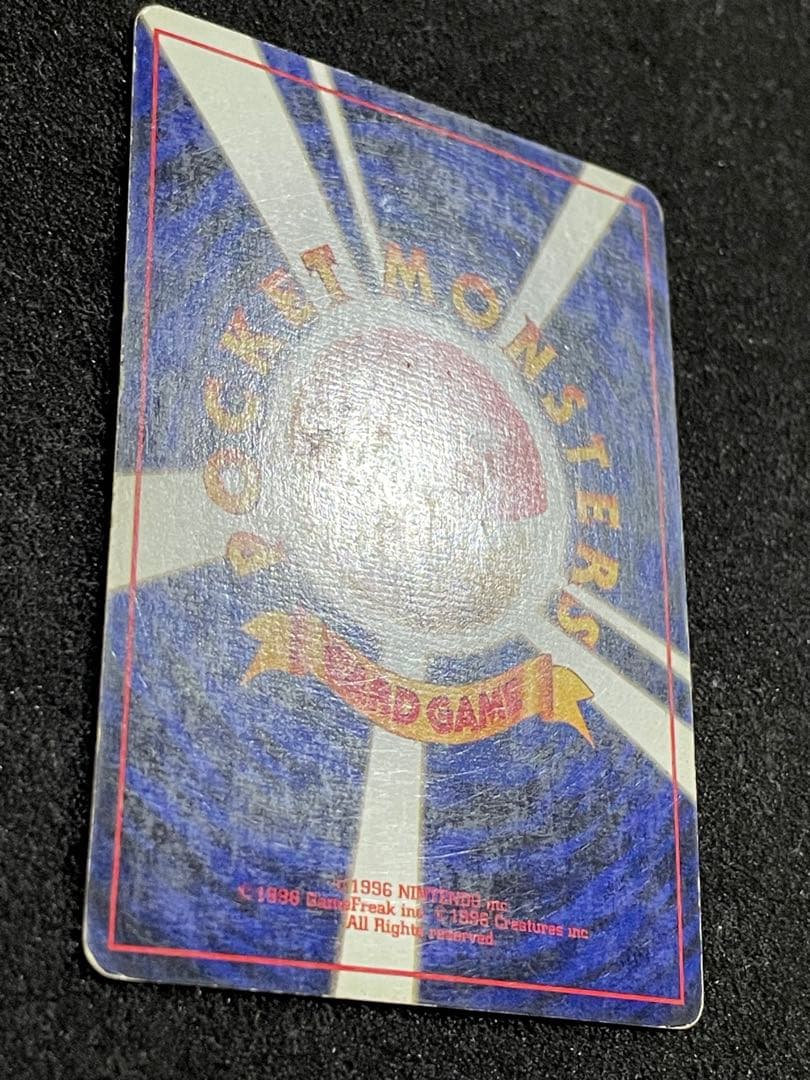 POCKET MONSTERS
CARD GAME
©1996 NINTENDO inc
©1996 GameFreak inc ©1996 Creatures inc
All Rights reserved